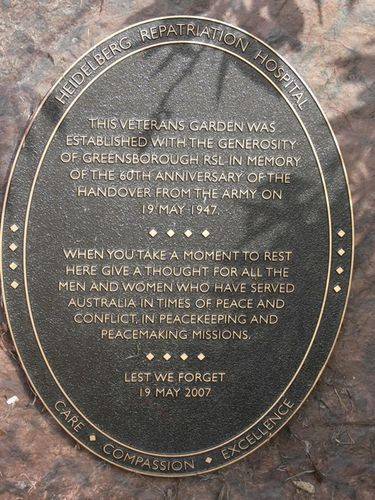 HEIDELBERG REPATRIATION HOSPITAL
THIS VETERANS GARDEN WAS
ESTABLISHED WITH THE GENEROSITY
OF GREENSBOROUGH RSL IN MEMORY
OF THE 60TH ANNIVERSARY OF THE
HANDOVER FROM THE ARMY ON
19 MAY 1947.
WHEN YOU TAKE A MOMENT TO REST
HERE GIVE A THOUGHT FOR ALL THE
MEN AND WOMEN WHO HAVE SERVED
AUSTRALIA IN TIMES OF PEACE AND
CONFLICT, IN PEACEKEEPING AND
PEACEMAKING MISSIONS.
LEST WE FORGET
19 MAY 2007
CARE ◆ COMPASSION ◆ EXCELLENCE